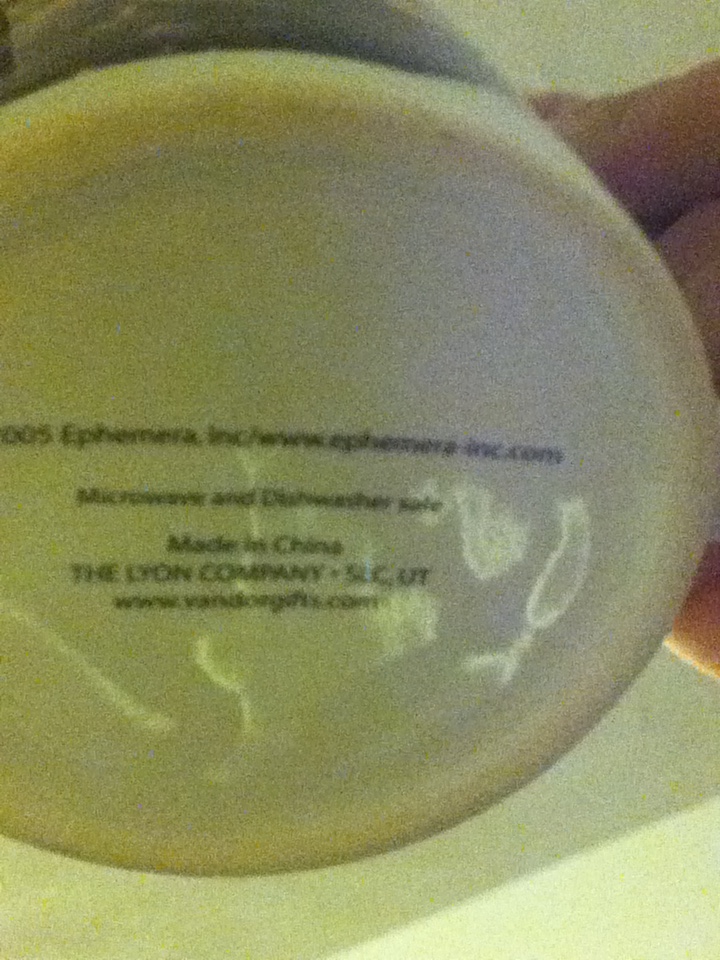 2005 Ephemera, Inc/www.ephemera-inc.com
Microwave and Dishwasher safe
Made in China
THE LYON COMPANY • SLC, UT
www.vandorgifts.com